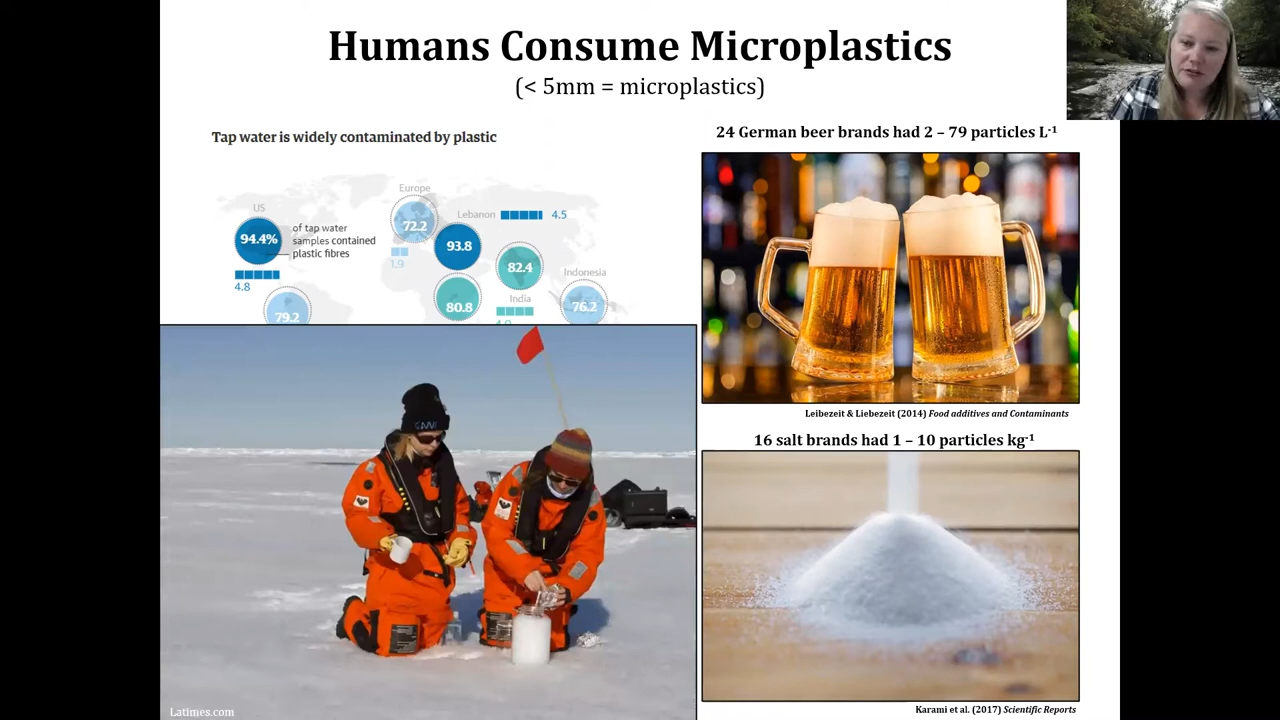 Humans Consume Microplastics
(< 5mm = microplastics)
Tap water is widely contaminated by plastic
US
94.4%
of tap water
samples contained
plastic fibres
4.8
79.2
Europe
72.2
1.9
Lebanon
4.5
93.8
80.8
82.4
India
Indonesia
76.2
Latimes.com
24 German beer brands had 2 – 79 particles L-1
Leibezeit & Liebezeit (2014) Food additives and Contaminants
16 salt brands had 1 – 10 particles kg-1
Karami et al. (2017) Scientific Reports